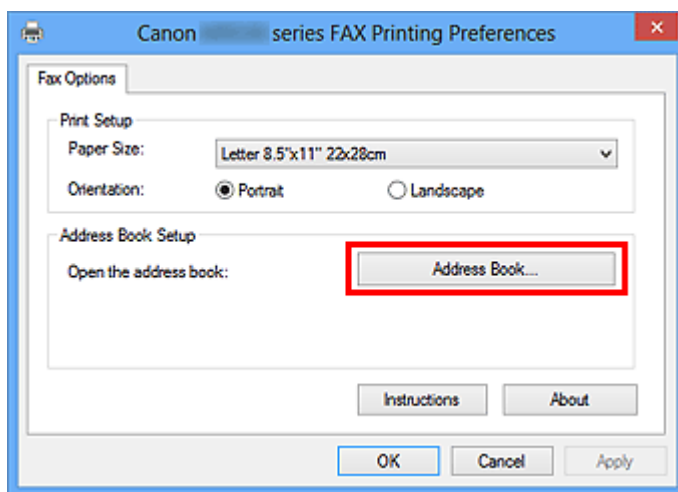 Canon series FAX Printing Preferences
Fax Options
Print Setup
Paper Size: Letter 8.5"x11" 22x28cm
Orientation: Portrait Landscape
Address Book Setup
Open the address book: Address Book...
Instructions About
OK Cancel Apply